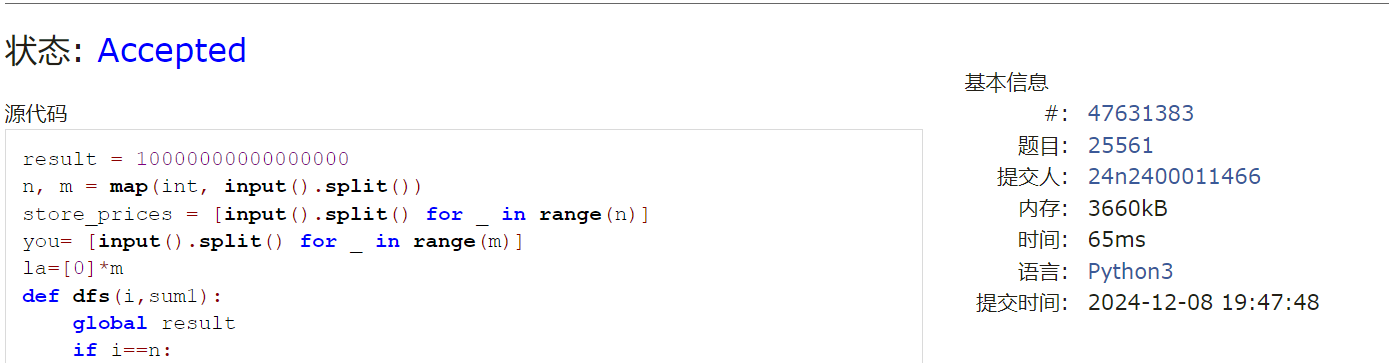 状态: Accepted
源代码
result = 10000000000000000
n, m = map(int, input().split())
store_prices = [input().split() for _ in range(n)]
you= [input().split() for _ in range(m)]
la=[0]*m
def dfs(i,sum1):
    global result
    if i==n:
基本信息
#: 47631383
题目: 25561
提交人: 24n2400011466
内存: 3660kB
时间: 65ms
语言: Python3
提交时间: 2024-12-08 19:47:48